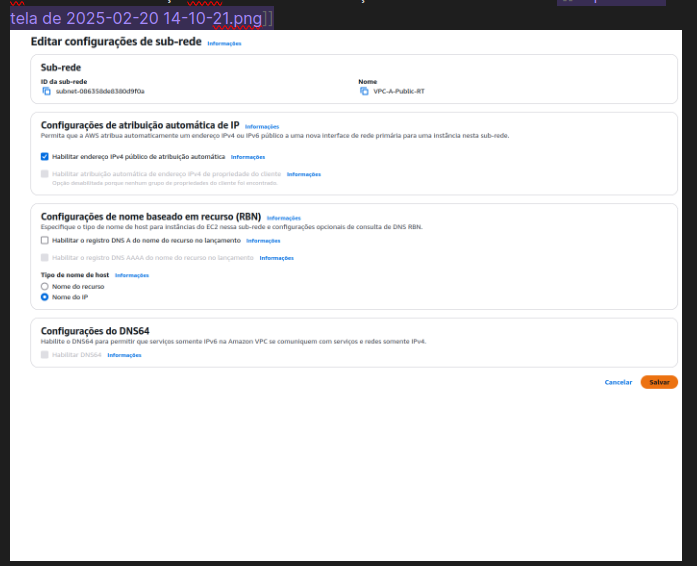 tela de 2025-02-20 14-10-21.png]]
Editar configurações de sub-rede Informações
Sub-rede
ID da sub-rede
subnet-086358de8380d9f0a
Nome
VPC-A-Public-RT
Configurações de atribuição automática de IP Informações
Permita que a AWS atribua automaticamente um endereço IPv4 ou IPv6 público a uma nova interface de rede primária para uma instância nesta sub-rede.
Habilitar endereço IPv4 público de atribuição automática Informações
Habilitar atribuição automática de endereço IPv4 de propriedade do cliente Informações
Opção desabilitada porque nenhum grupo de propriedades do cliente foi encontrado.
Configurações de nome baseado em recurso (RBN) Informações
Especifique o tipo de nome de host para instâncias do EC2 nessa sub-rede e configurações opcionais de consulta de DNS RBN.
Habilitar o registro DNS A do nome do recurso no lançamento Informações
Habilitar o registro DNS AAAA do nome do recurso no lançamento Informações
Tipo de nome de host Informações
Nome do recurso
Nome do IP
Configurações do DNS64
Habilite o DNS64 para permitir que serviços somente IPv6 na Amazon VPC se comuniquem com serviços e redes somente IPv4.
Habilitar DNS64 Informações
Cancelar Salvar